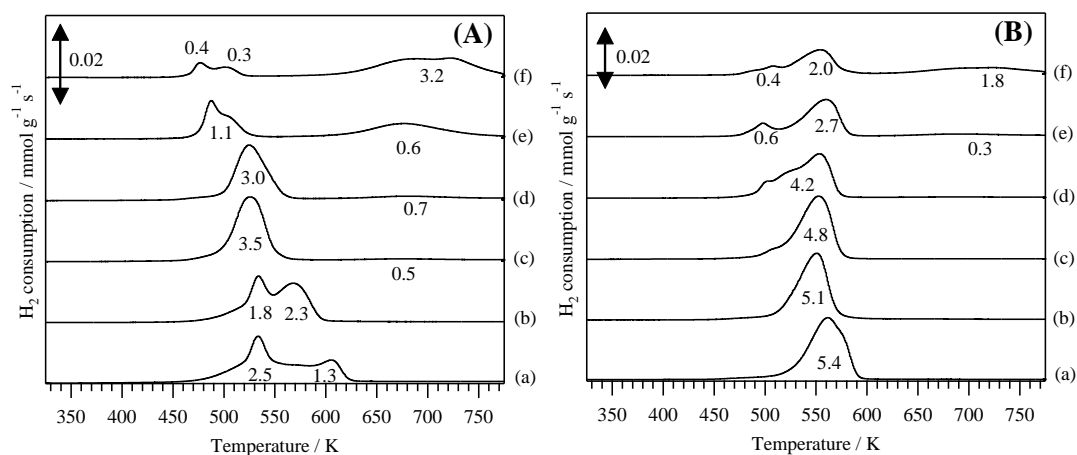 (A)
H₂ consumption / mmol g⁻¹ s⁻¹
0.02
0.4
0.3
3.2
(f)
1.1
0.6
(e)
3.0
0.7
(d)
3.5
0.5
(c)
1.8
2.3
(b)
2.5
1.3
(a)
350 400 450 500 550 600 650 700 750
Temperature / K
(B)
H₂ consumption / mmol g⁻¹ s⁻¹
0.02
0.4
2.0
1.8
(f)
0.6
2.7
0.3
(e)
4.2
(d)
4.8
(c)
5.1
(b)
5.4
(a)
350 400 450 500 550 600 650 700 750
Temperature / K